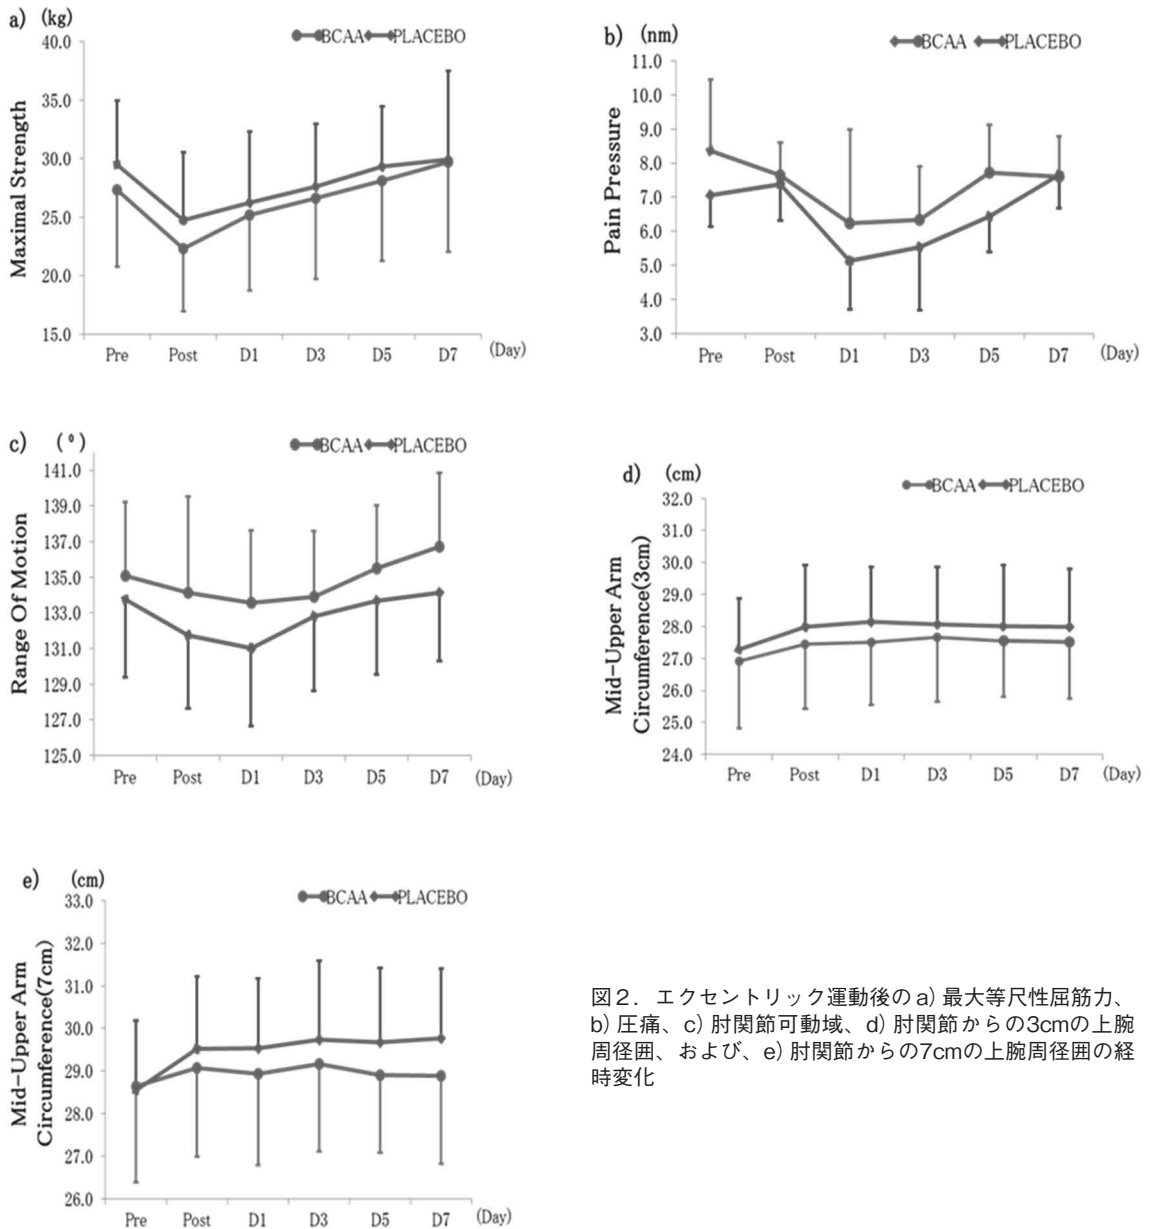 a) (kg)
BCAA PLACEBO
40.0
35.0
30.0
25.0
20.0
15.0
Maximal Strength
Pre Post D1 D3 D5 D7 (Day)
b) (nm)
BCAA PLACEBO
11.0
10.0
9.0
8.0
7.0
6.0
5.0
4.0
3.0
Pain Pressure
Pre Post D1 D3 D5 D7 (Day)
c) (°)
BCAA PLACEBO
141.0
139.0
137.0
135.0
133.0
131.0
129.0
127.0
125.0
Range Of Motion
Pre Post D1 D3 D5 D7 (Day)
d) (cm)
BCAA PLACEBO
32.0
31.0
30.0
29.0
28.0
27.0
26.0
25.0
24.0
Mid-Upper Arm
Circumference(3cm)
Pre Post D1 D3 D5 D7 (Day)
e) (cm)
BCAA PLACEBO
33.0
32.0
31.0
30.0
29.0
28.0
27.0
26.0
Mid-Upper Arm
Circumference(7cm)
Pre Post D1 D3 D5 D7 (Day)
図2．エクセントリック運動後のa) 最大等尺性屈筋力、
b) 圧痛、c) 肘関節可動域、d) 肘関節からの3cmの上腕
周径囲、および、e) 肘関節からの7cmの上腕周径囲の経
時変化